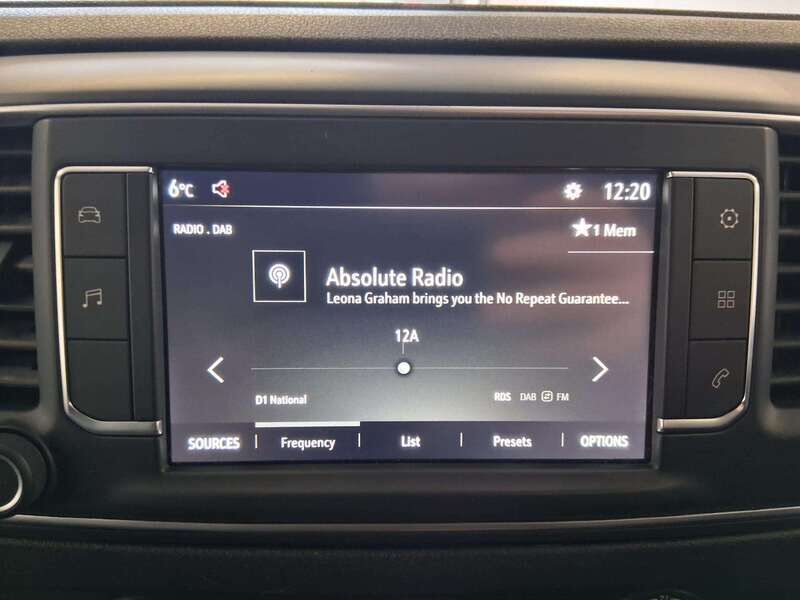 6°C 12:20
RADIO . DAB
1 Mem
Absolute Radio
Leona Graham brings you the No Repeat Guarantee...
12A
D1 National RDS DAB FM
SOURCES Frequency List Presets OPTIONS